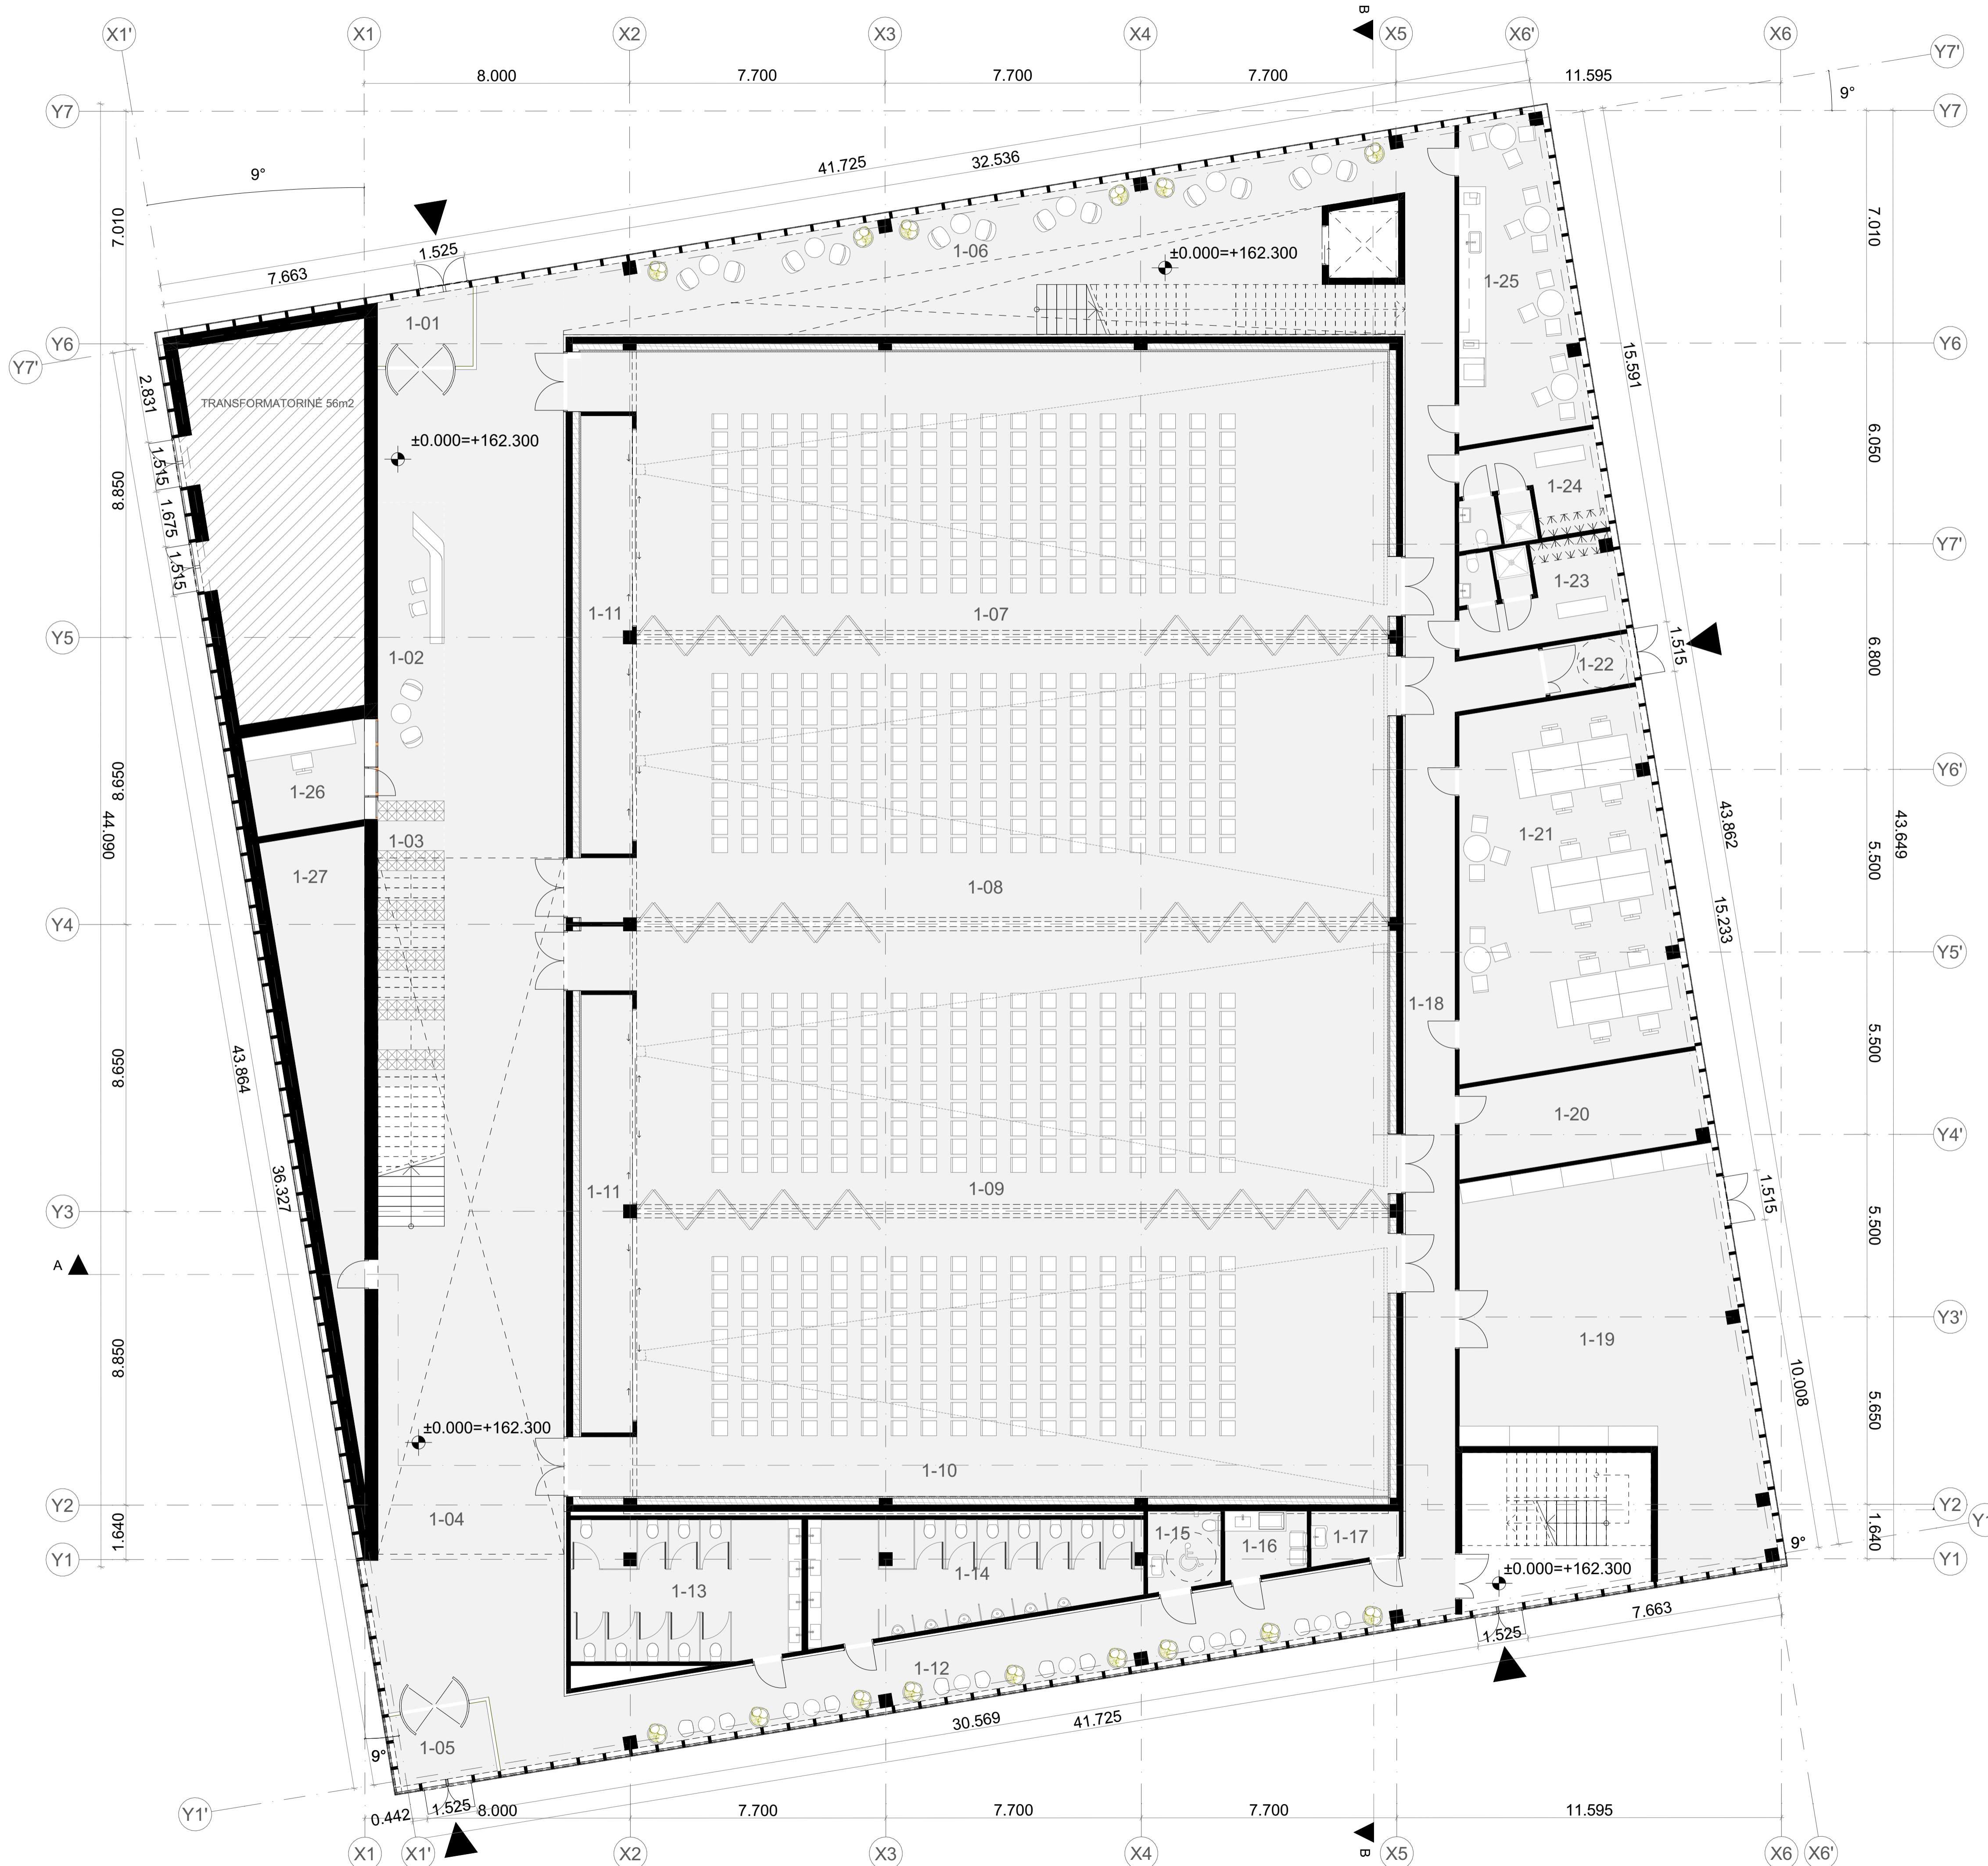 B
X1' X1 X2 X3 X4 X5 X6' X6
Y7'
8.000 7.700 7.700 7.700 11.595
9°
Y7 Y7
41.725 32.536
9°
7.010 7.010
1.525
7.663
1-06
±0.000=+162.300
1-25
1-01
Y6 Y6
Y7'
15.591
2.831
TRANSFORMATORINĖ 56m2
±0.000=+162.300
6.050
1.515
8.850
1-24
1.675
Y7'
1.515
1-23
1-11 1-07
Y5
1.515
6.800
1-02
1-22
Y6'
8.650
1-26
44.090
43.862
43.649
1-21
1-03
5.500
1-27
1-08
15.233
Y4
Y5'
1-18
5.500
43.864
8.650
1-20
Y4'
36.327
1-11 1-09
1.515
Y3
5.500
A
Y3'
1-19
8.850
10.008
5.650
±0.000=+162.300
1-10
Y2 Y2
1-04
1.640 1.640
1-15 1-16 1-17
9°
Y1 Y1
1-14
±0.000=+162.300
1-13
7.663
1.525
1-12
30.569 41.725
1-05
9°
Y1'
0.442 1.525 8.000 7.700 7.700 7.700 11.595
X1 X1' X2 X3 X4 B X5 X6 X6'